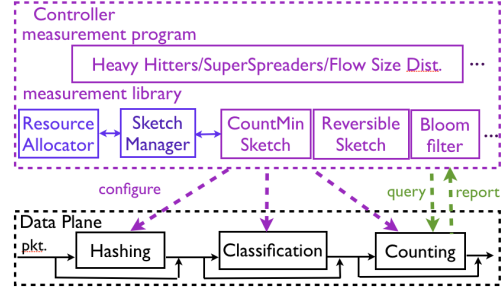 Controller
measurement program
Heavy Hitters/SuperSpreaders/Flow Size Dist.
...
measurement library
Resource Allocator
Sketch Manager
CountMin Sketch
Reversible Sketch
Bloom filter
...
configure
query
report
Data Plane
pkt.
Hashing
Classification
Counting